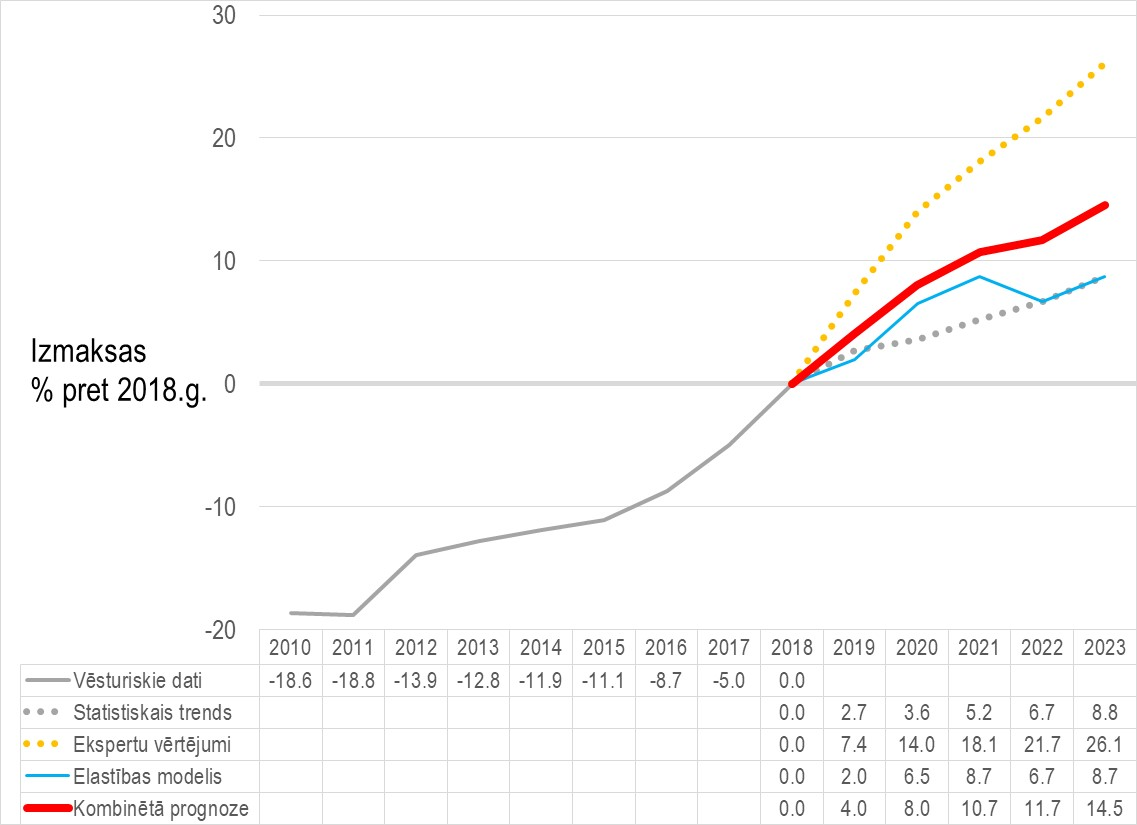 30
20
10
Izmaksas
% pret 2018.g.
0
-10
-20
2010 2011 2012 2013 2014 2015 2016 2017 2018 2019 2020 2021 2022 2023
Vēsturiskie dati -18.6 -18.8 -13.9 -12.8 -11.9 -11.1 -8.7 -5.0 0.0
Statistiskais trends 0.0 2.7 3.6 5.2 6.7 8.8
Ekspertu vērtējumi 0.0 7.4 14.0 18.1 21.7 26.1
Elastības modelis 0.0 2.0 6.5 8.7 6.7 8.7
Kombinētā prognoze 0.0 4.0 8.0 10.7 11.7 14.5